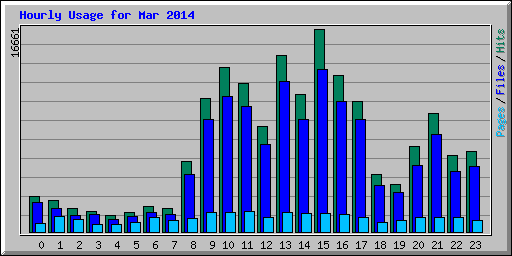 Hourly Usage for Mar 2014
16661
Pages/Files/Hits
0 1 2 3 4 5 6 7 8 9 10 11 12 13 14 15 16 17 18 19 20 21 22 23